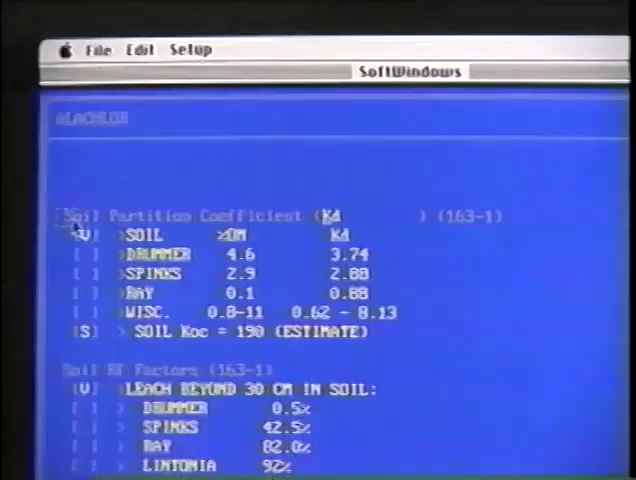 File Edit Setup
SoftWindows
ALACHLOR
Soil Partition Coefficient (Kd ) (163-1)
[V] >SOIL >OM Kd
[ ] >DRUMMER 4.6 3.74
[ ] >SPINKS 2.9 2.88
[ ] >RAY 0.1 0.88
[ ] >WISC. 0.8-11 0.62 - 8.13
[S] > SOIL Koc = 190 (ESTIMATE)
Soil RF Factors (163-1)
[V] >LEACH BEYOND 30 CM IN SOIL:
[ ] > DRUMMER 0.5%
[ ] > SPINKS 42.5%
[ ] > RAY 82.0%
[ ] > LINTONIA 92%